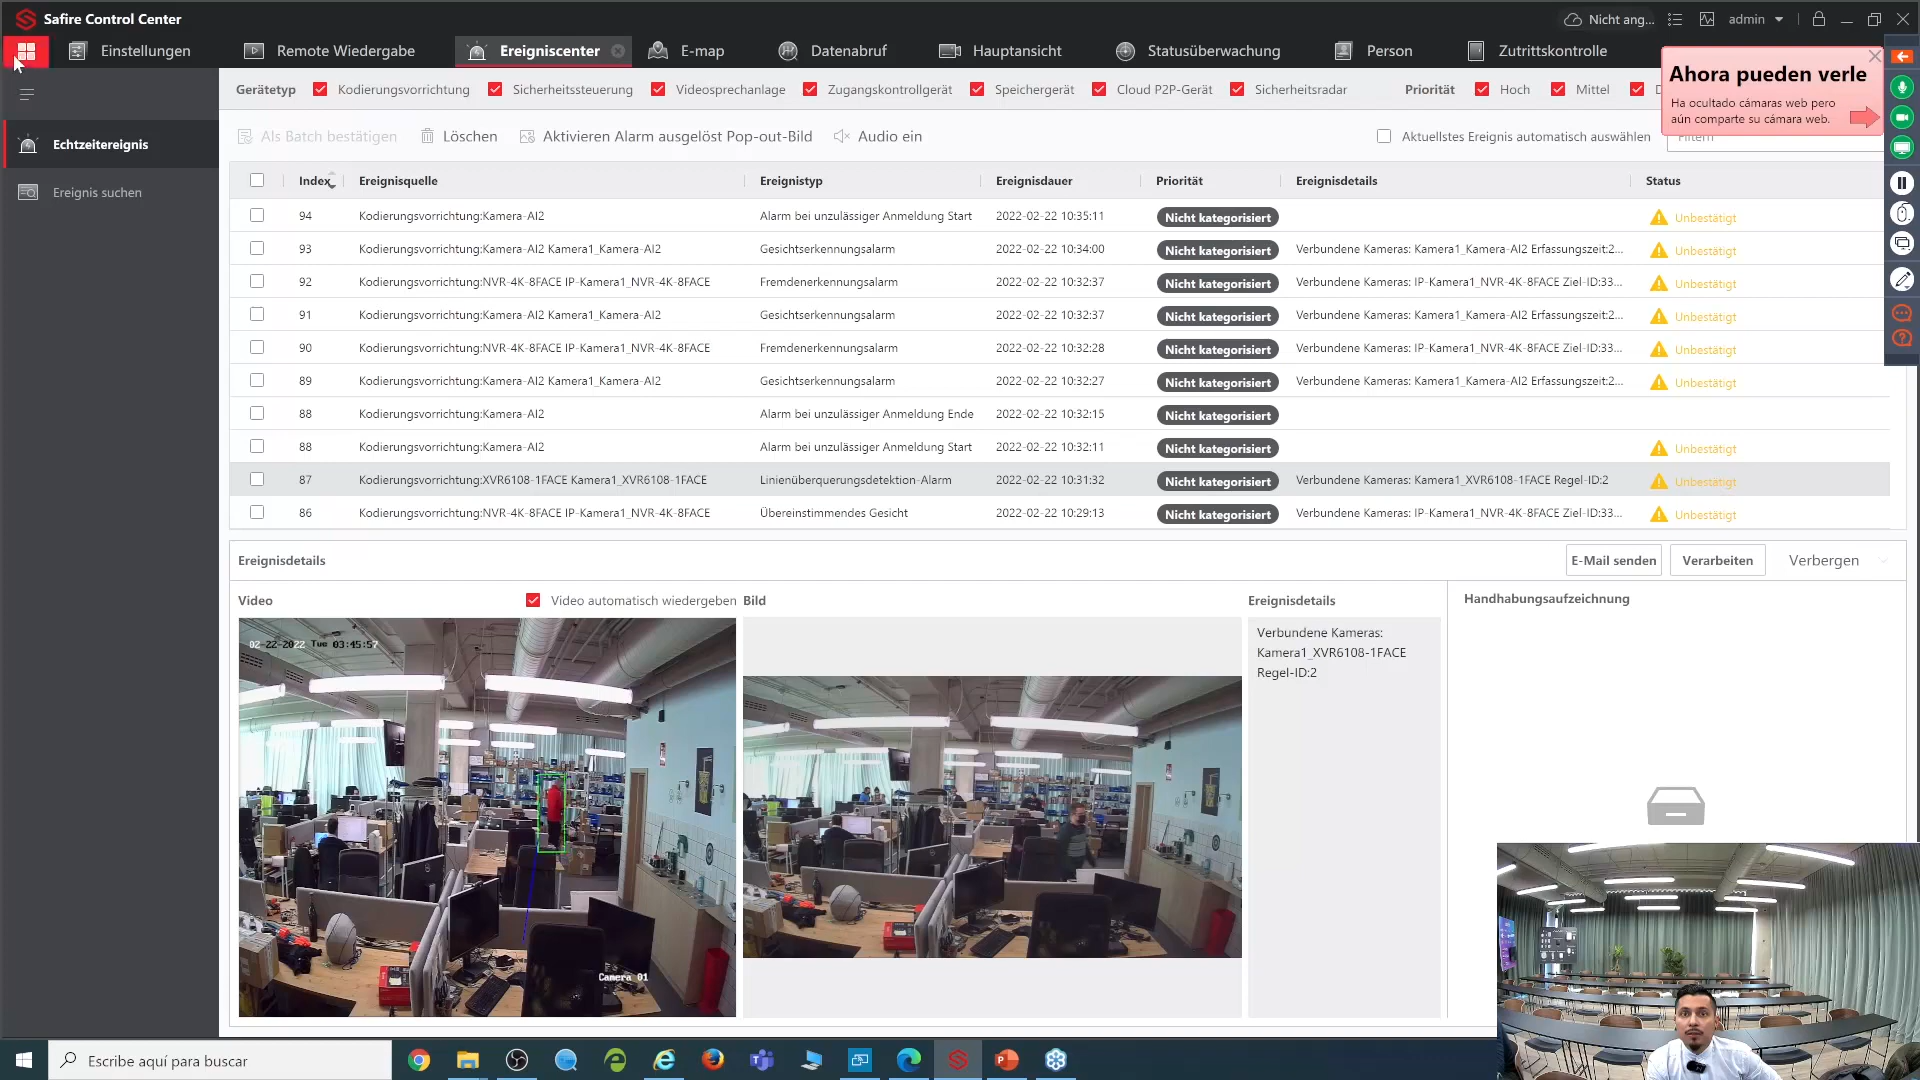 Safire Control Center
Nicht ang...
admin
Einstellungen
Remote Wiedergabe
Ereigniscenter
E-map
Datenabruf
Hauptansicht
Statusüberwachung
Person
Zutrittskontrolle
Ahora pueden verle
Ha ocultado cámaras web pero
aún comparte su cámara web.
Gerätetyp
Kodierungsvorrichtung
Sicherheitssteuerung
Videosprechanlage
Zugangskontrollgerät
Speichergerät
Cloud P2P-Gerät
Sicherheitsradar
Priorität
Hoch
Mittel
Als Batch bestätigen
Löschen
Aktivieren Alarm ausgelöst Pop-out-Bild
Audio ein
Aktuellstes Ereignis automatisch auswählen
Filtern
Echtzeitereignis
Ereignis suchen
Index Ereignisquelle Ereignistyp Ereignisdauer Priorität Ereignisdetails Status
94 Kodierungsvorrichtung:Kamera-AI2 Alarm bei unzulässiger Anmeldung Start 2022-02-22 10:35:11 Nicht kategorisiert Unbestätigt
93 Kodierungsvorrichtung:Kamera-AI2 Kamera1_Kamera-AI2 Gesichtserkennungsalarm 2022-02-22 10:34:00 Nicht kategorisiert Verbundene Kameras: Kamera1_Kamera-AI2 Erfassungszeit:2... Unbestätigt
92 Kodierungsvorrichtung:NVR-4K-8FACE IP-Kamera1_NVR-4K-8FACE Fremdenerkennungsalarm 2022-02-22 10:32:37 Nicht kategorisiert Verbundene Kameras: IP-Kamera1_NVR-4K-8FACE Ziel-ID:33... Unbestätigt
91 Kodierungsvorrichtung:Kamera-AI2 Kamera1_Kamera-AI2 Gesichtserkennungsalarm 2022-02-22 10:32:37 Nicht kategorisiert Verbundene Kameras: Kamera1_Kamera-AI2 Erfassungszeit:2... Unbestätigt
90 Kodierungsvorrichtung:NVR-4K-8FACE IP-Kamera1_NVR-4K-8FACE Fremdenerkennungsalarm 2022-02-22 10:32:28 Nicht kategorisiert Verbundene Kameras: IP-Kamera1_NVR-4K-8FACE Ziel-ID:33... Unbestätigt
89 Kodierungsvorrichtung:Kamera-AI2 Kamera1_Kamera-AI2 Gesichtserkennungsalarm 2022-02-22 10:32:27 Nicht kategorisiert Verbundene Kameras: Kamera1_Kamera-AI2 Erfassungszeit:2... Unbestätigt
88 Kodierungsvorrichtung:Kamera-AI2 Alarm bei unzulässiger Anmeldung Ende 2022-02-22 10:32:15 Nicht kategorisiert
88 Kodierungsvorrichtung:Kamera-AI2 Alarm bei unzulässiger Anmeldung Start 2022-02-22 10:32:11 Nicht kategorisiert Unbestätigt
87 Kodierungsvorrichtung:XVR6108-1FACE Kamera1_XVR6108-1FACE Linienüberquerungsdetektion-Alarm 2022-02-22 10:31:32 Nicht kategorisiert Verbundene Kameras: Kamera1_XVR6108-1FACE Regel-ID:2 Unbestätigt
86 Kodierungsvorrichtung:NVR-4K-8FACE IP-Kamera1_NVR-4K-8FACE Übereinstimmendes Gesicht 2022-02-22 10:29:13 Nicht kategorisiert Verbundene Kameras: IP-Kamera1_NVR-4K-8FACE Ziel-ID:33... Unbestätigt
Ereignisdetails
E-Mail senden
Verarbeiten
Verbergen
Video
Video automatisch wiedergeben
Bild
Ereignisdetails
Handhabungsaufzeichnung
Verbundene Kameras:
Kamera1_XVR6108-1FACE
Regel-ID:2
02-22-2022 Tue 03:45:57
Camera 01
Escribe aquí para buscar